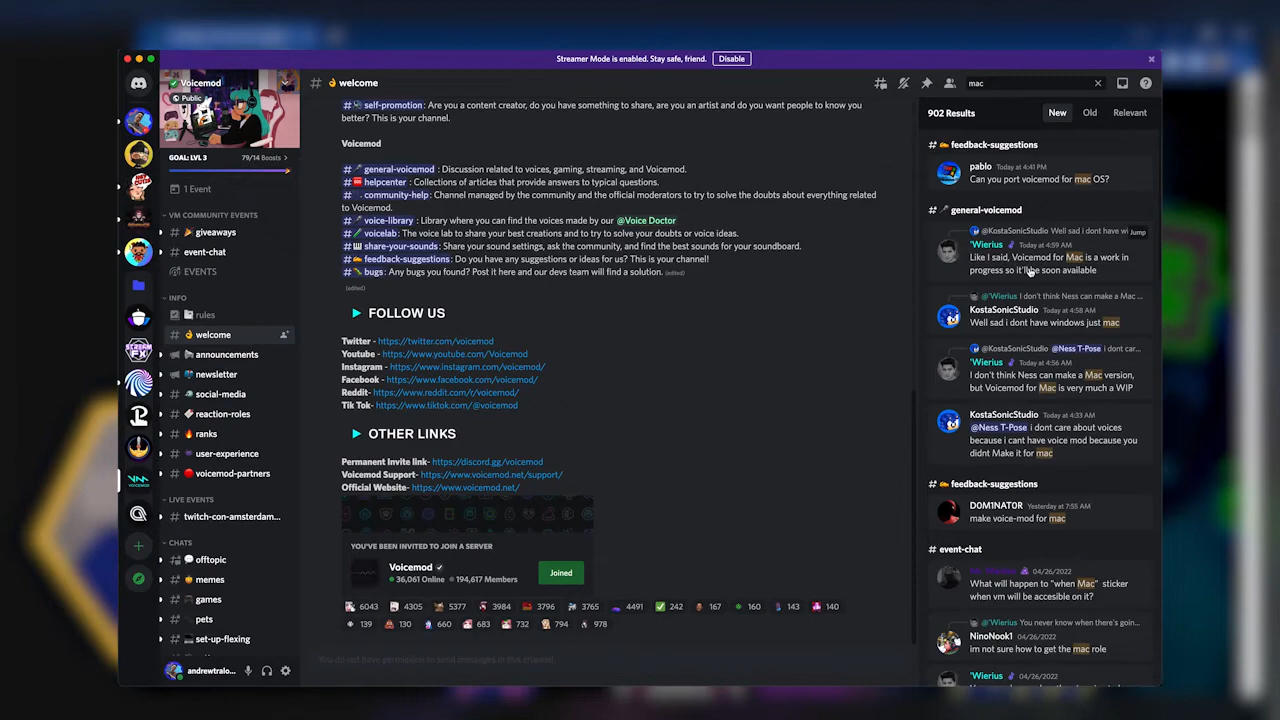 Streamer Mode is enabled. Stay safe, friend. Disable
Voicemod
Public
GOAL: LVL 3 79/14 Boosts >
1 Event
VM COMMUNITY EVENTS
giveaways
event-chat
EVENTS
INFO
rules
welcome
announcements
newsletter
social-media
reaction-roles
ranks
user-experience
voicemod-partners
LIVE EVENTS
twitch-con-amsterdam...
CHATS
offtopic
memes
games
pets
set-up-flexing
andrewtralo...
# 👌 welcome
# self-promotion: Are you a content creator, do you have something to share, are you an artist and do you want people to know you
better? This is your channel.
Voicemod
# general-voicemod : Discussion related to voices, gaming, streaming, and Voicemod.
# helpcenter : Collections of articles that provide answers to typical questions.
# community-help: Channel managed by the community and the official moderators to try to solve the doubts about everything related
to Voicemod.
# voice-library : Library where you can find the voices made by our @Voice Doctor
# voicelab: The voice lab to share your best creations and to try to solve your doubts or voice ideas.
# share-your-sounds: Share your sound settings, ask the community, and find the best sounds for your soundboard.
# feedback-suggestions: Do you have any suggestions or ideas for us? This is your channel!
# bugs: Any bugs you found? Post it here and our devs team will find a solution. (edited)
(edited)
FOLLOW US
Twitter - https://twitter.com/voicemod
Youtube - https://www.youtube.com/Voicemod
Instagram - https://www.instagram.com/voicemod/
Facebook - https://www.facebook.com/voicemod/
Reddit- https://www.reddit.com/r/voicemod/
Tik Tok- https://www.tiktok.com/@voicemod
OTHER LINKS
Permanent Invite link- https://discord.gg/voicemod
Voicemod Support- https://www.voicemod.net/support/
Official Website- https://www.voicemod.net/
YOU'VE BEEN INVITED TO JOIN A SERVER
Voicemod
36,061 Online 194,617 Members
Joined
6043 4305 5377 3984 3796 3765 4491 242 167 160 143 140
139 130 660 683 732 794 978
You do not have permission to send messages in this channel.
mac
902 Results New Old Relevant
# feedback-suggestions
pablo Today at 4:41 PM
Can you port voicemod for mac OS?
# general-voicemod
@KostaSonicStudio Well sad i dont have wi
Jump
'Wierius Today at 4:59 AM
Like I said, Voicemod for Mac is a work in
progress so it'll be soon available
@'Wierius I don't think Ness can make a Mac ...
KostaSonicStudio Today at 4:58 AM
Well sad i dont have windows just mac
@KostaSonicStudio @Ness T-Pose i dont care...
'Wierius Today at 4:56 AM
I don't think Ness can make a Mac version,
but Voicemod for Mac is very much a WIP
KostaSonicStudio Today at 4:33 AM
@Ness T-Pose i dont care about voices
because i cant have voice mod because you
didnt Make it for mac
# feedback-suggestions
D0M1NATOR Yesterday at 7:55 AM
make voice-mod for mac
# event-chat
04/26/2022
What will happen to "when Mac" sticker
when vm will be accesible on it?
@'Wierius You never know when there's goin...
NinoNook1 04/26/2022
im not sure how to get the mac role
'Wierius 04/26/2022